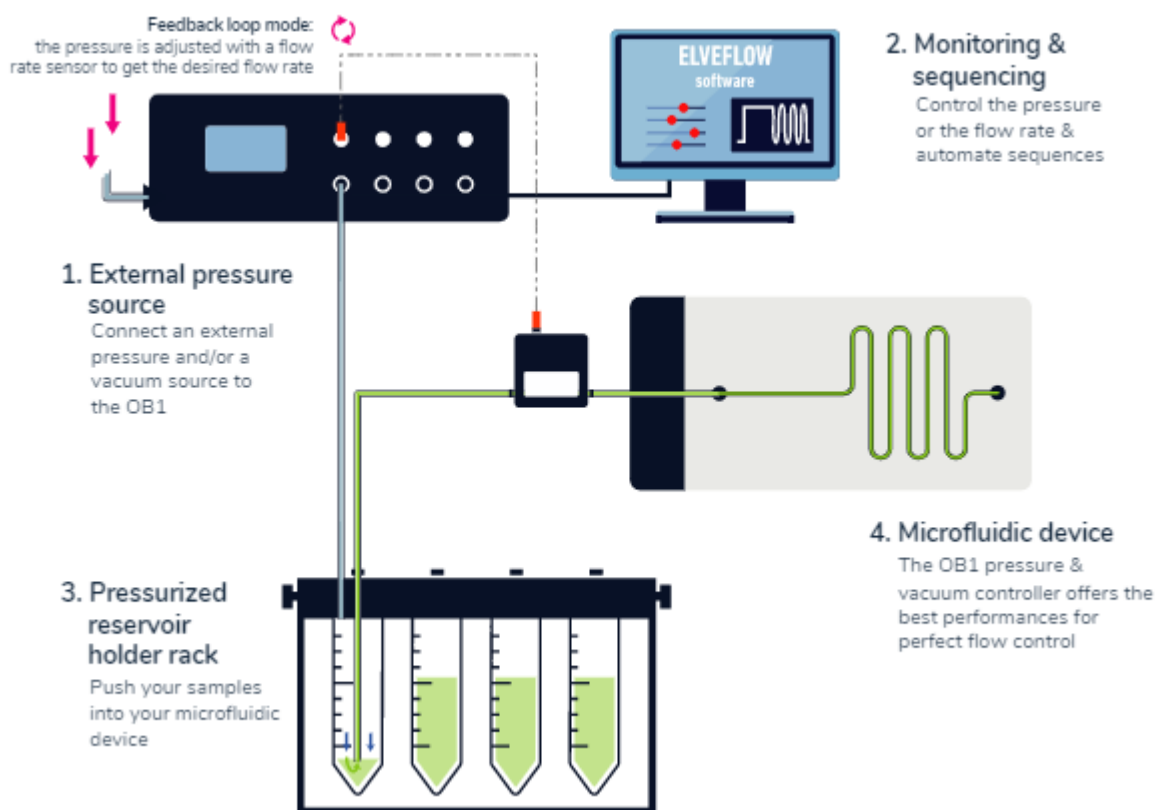 Feedback loop mode:
the pressure is adjusted with a flow
rate sensor to get the desired flow rate
ELVEFLOW
software
2. Monitoring &
sequencing
Control the pressure
or the flow rate &
automate sequences
1. External pressure
source
Connect an external
pressure and/or a
vacuum source to
the OB1
3. Pressurized
reservoir
holder rack
Push your samples
into your microfluidic
device
4. Microfluidic device
The OB1 pressure &
vacuum controller offers the
best performances for
perfect flow control